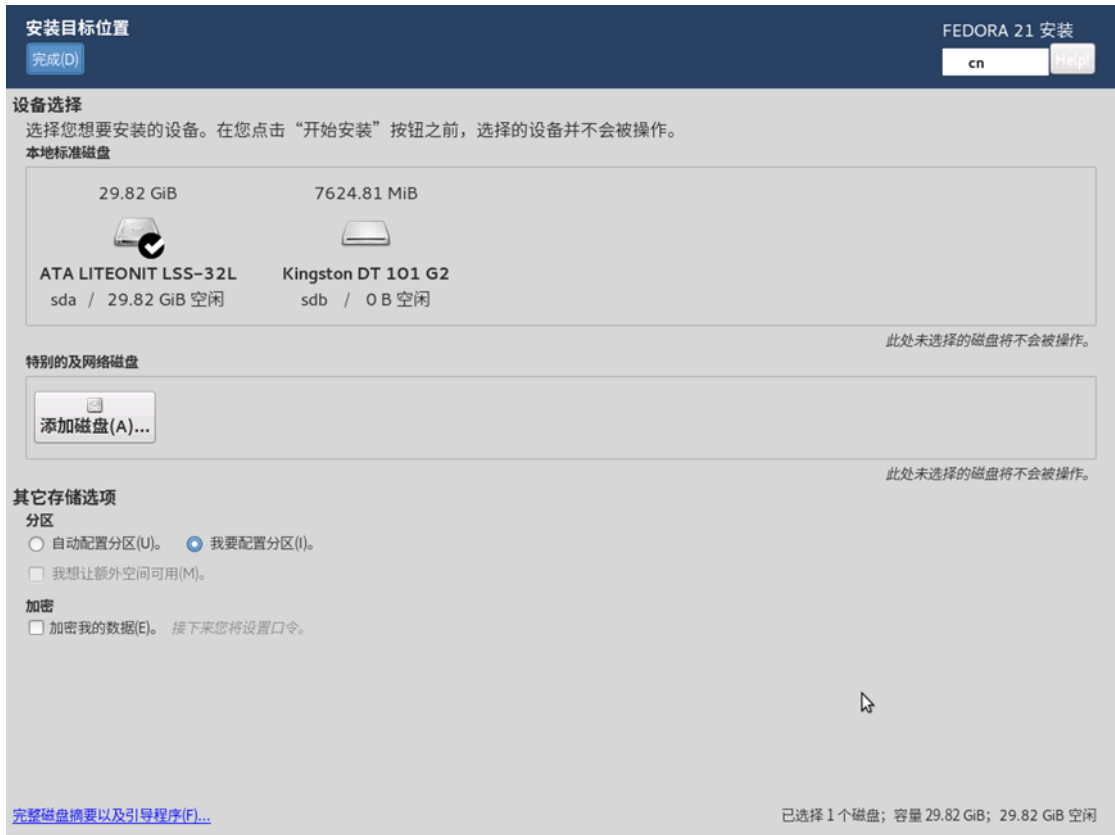 安装目标位置
FEDORA 21 安装
完成(D)
cn
Help!
设备选择
选择您想要安装的设备。在您点击“开始安装”按钮之前，选择的设备并不会被操作。
本地标准磁盘
29.82 GiB
7624.81 MiB
ATA LITEONIT LSS-32L
Kingston DT 101 G2
sda / 29.82 GiB 空闲
sdb / 0 B 空闲
此处未选择的磁盘将不会被操作。
特别的及网络磁盘
添加磁盘(A)...
此处未选择的磁盘将不会被操作。
其它存储选项
分区
自动配置分区(U)。 我要配置分区(I)。
我想让额外空间可用(M)。
加密
加密我的数据(E)。 接下来您将设置口令。
完整磁盘摘要以及引导程序(F)...
已选择 1 个磁盘；容量 29.82 GiB；29.82 GiB 空闲